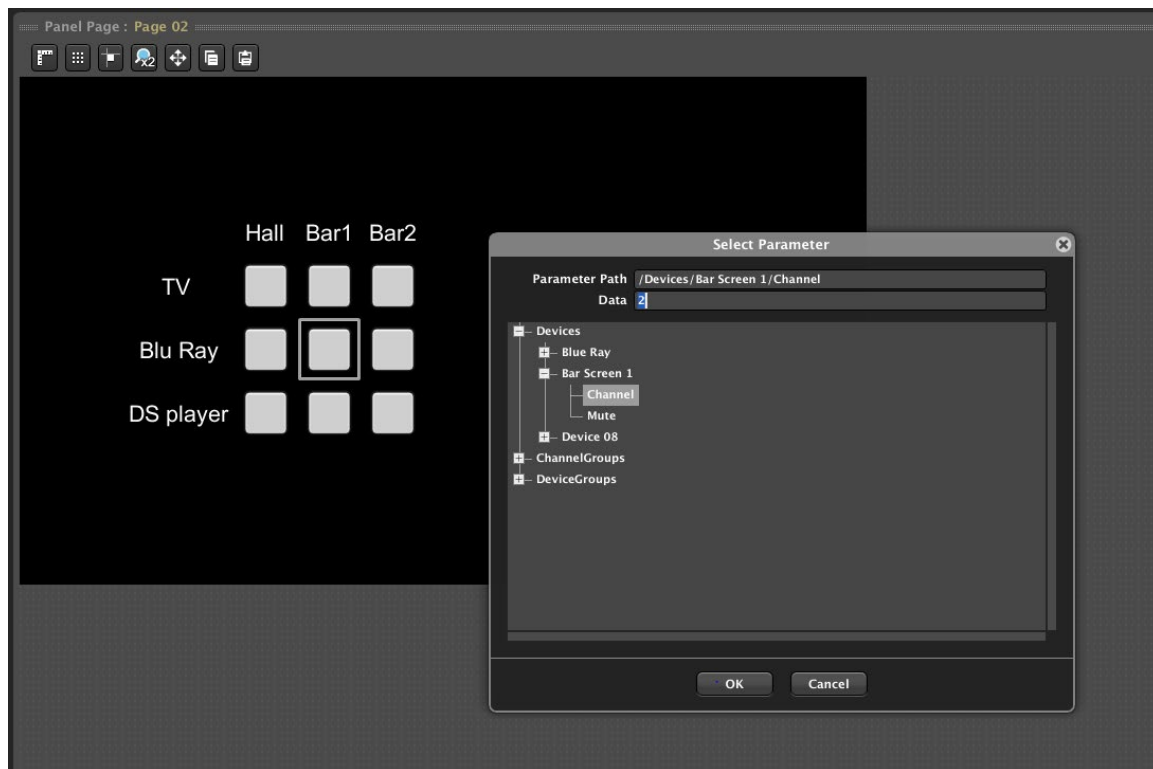 Panel Page : Page 02
x2
Hall Bar1 Bar2
TV
Blu Ray
DS player
Select Parameter
Parameter Path /Devices/Bar Screen 1/Channel
Data 2
Devices
Blue Ray
Bar Screen 1
Channel
Mute
Device 08
ChannelGroups
DeviceGroups
OK Cancel